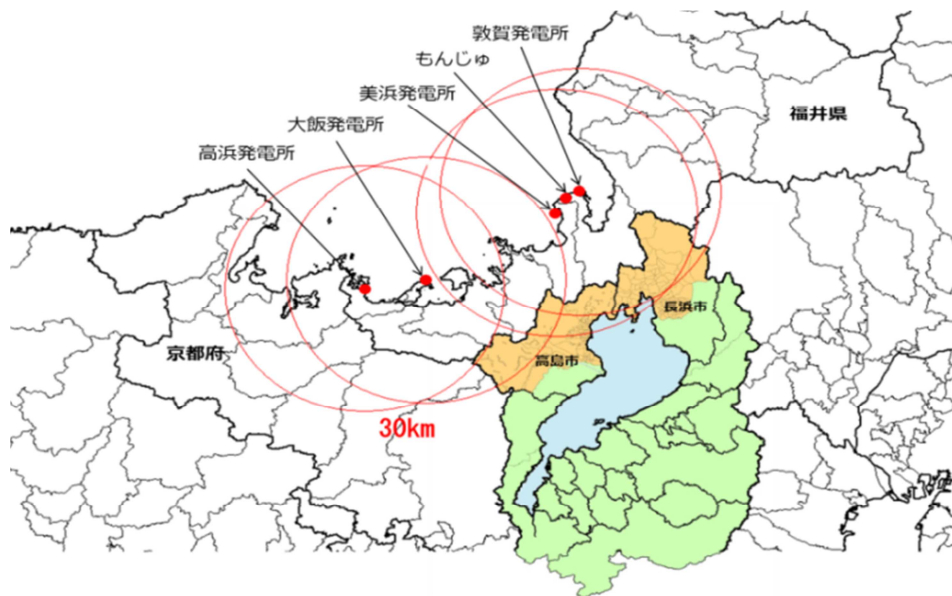 敦賀発電所
もんじゅ
美浜発電所
大飯発電所
高浜発電所
福井県
長浜市
高島市
京都府
30km